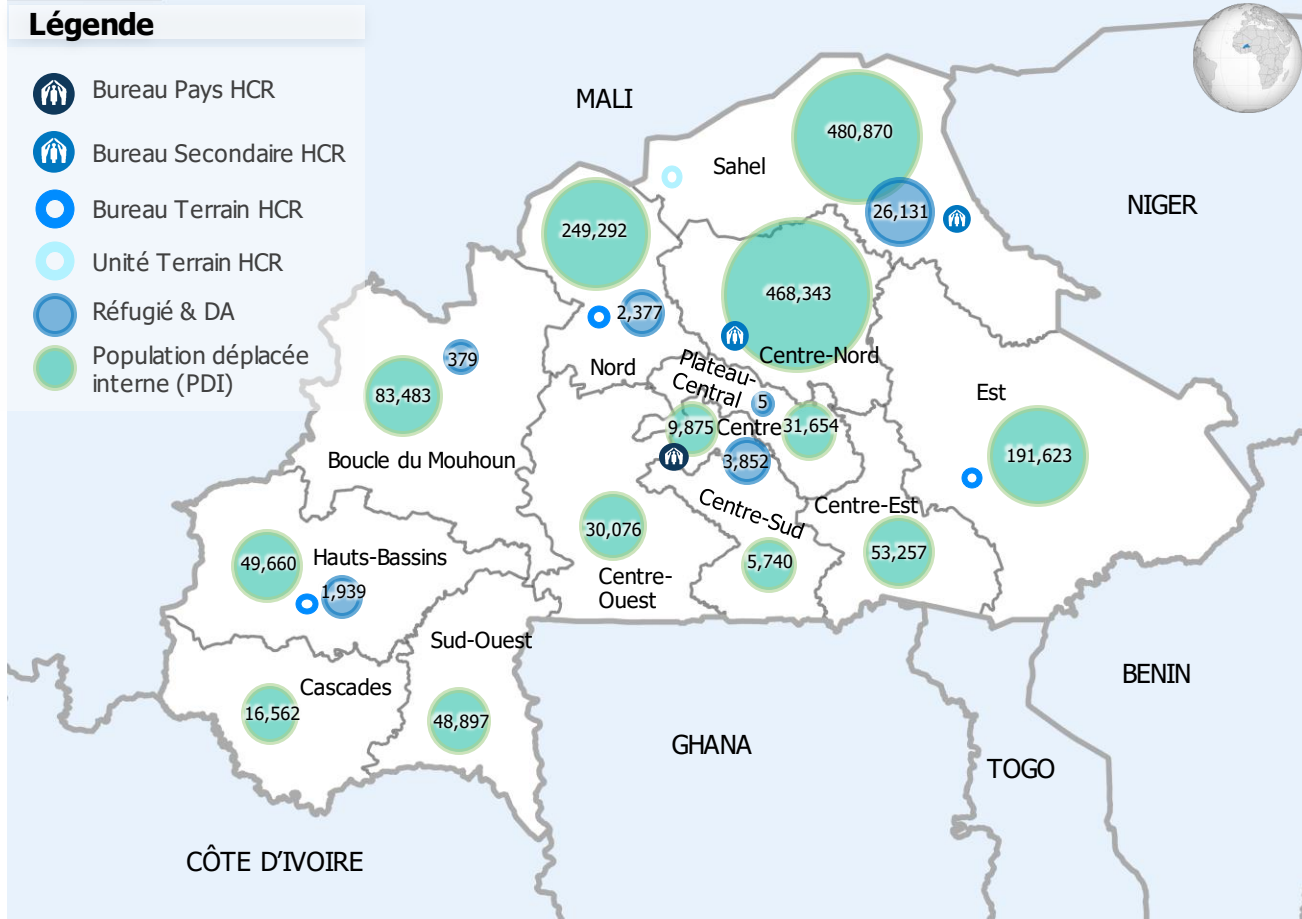 Légende
Bureau Pays HCR
Bureau Secondaire HCR
Bureau Terrain HCR
Unité Terrain HCR
Réfugié & DA
Population déplacée
interne (PDI)
MALI
NIGER
Sahel
480,870
26,131
249,292
2,377
Nord
468,343
Centre-Nord
379
83,483
Boucle du Mouhoun
Plateau-
Central
5
9,875
Centre
31,654
3,852
Est
191,623
Centre-Sud
5,740
Centre-Est
53,257
30,076
Centre-
Ouest
Hauts-Bassins
49,660
1,939
Sud-Ouest
48,897
Cascades
16,562
BENIN
GHANA
TOGO
CÔTE D'IVOIRE